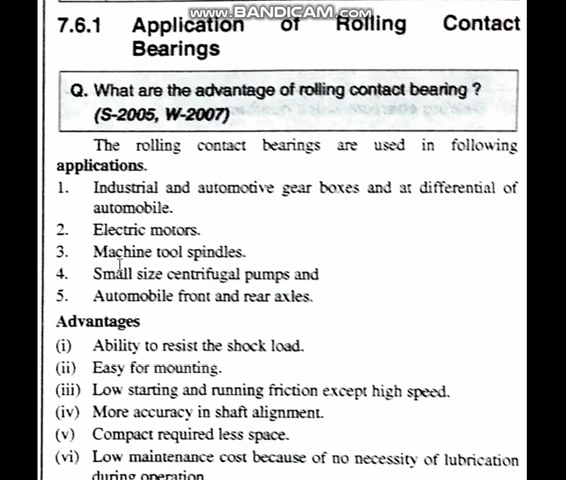 www.BANDICAM.com
7.6.1 Application of Rolling Contact
Bearings
Q. What are the advantage of rolling contact bearing ?
(S-2005, W-2007)
The rolling contact bearings are used in following
applications.
1. Industrial and automotive gear boxes and at differential of
automobile.
2. Electric motors.
3. Machine tool spindles.
4. Small size centrifugal pumps and
5. Automobile front and rear axles.
Advantages
(i) Ability to resist the shock load.
(ii) Easy for mounting.
(iii) Low starting and running friction except high speed.
(iv) More accuracy in shaft alignment.
(v) Compact required less space.
(vi) Low maintenance cost because of no necessity of lubrication
during operation